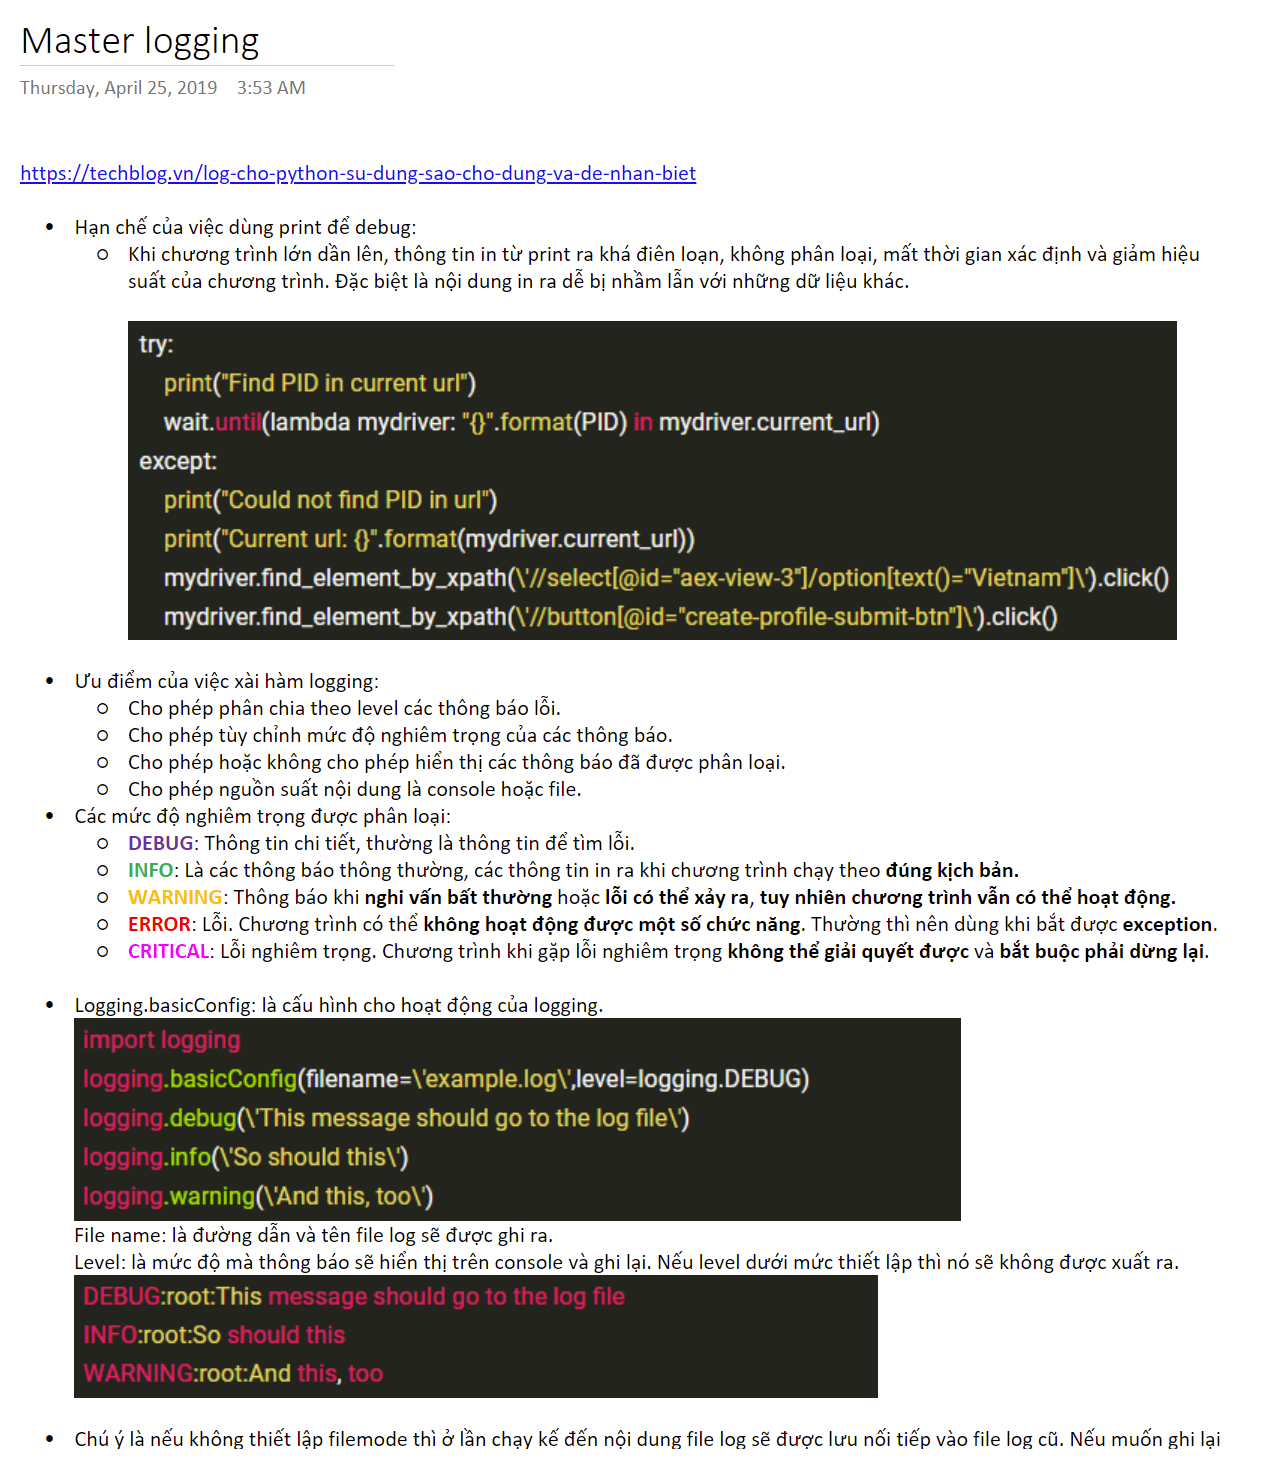 Master logging
Thursday, April 25, 2019 3:53 AM
https://techblog.vn/log-cho-python-su-dung-sao-cho-dung-va-de-nhan-biet
• Hạn chế của việc dùng print để debug:
○ Khi chương trình lớn dần lên, thông tin in từ print ra khá điên loạn, không phân loại, mất thời gian xác định và giảm hiệu
suất của chương trình. Đặc biệt là nội dung in ra dễ bị nhầm lẫn với những dữ liệu khác.
try:
print("Find PID in current url")
wait.until(lambda mydriver: "{}".format(PID) in mydriver.current_url)
except:
print("Could not find PID in url")
print("Current url: {}".format(mydriver.current_url))
mydriver.find_element_by_xpath(\'//select[@id="aex-view-3"]/option[text()="Vietnam"]\').click()
mydriver.find_element_by_xpath(\'//button[@id="create-profile-submit-btn"]\').click()
• Ưu điểm của việc xài hàm logging:
○ Cho phép phân chia theo level các thông báo lỗi.
○ Cho phép tùy chỉnh mức độ nghiêm trọng của các thông báo.
○ Cho phép hoặc không cho phép hiển thị các thông báo đã được phân loại.
○ Cho phép nguồn suất nội dung là console hoặc file.
• Các mức độ nghiêm trọng được phân loại:
○ DEBUG: Thông tin chi tiết, thường là thông tin để tìm lỗi.
○ INFO: Là các thông báo thông thường, các thông tin in ra khi chương trình chạy theo đúng kịch bản.
○ WARNING: Thông báo khi nghi vấn bất thường hoặc lỗi có thể xảy ra, tuy nhiên chương trình vẫn có thể hoạt động.
○ ERROR: Lỗi. Chương trình có thể không hoạt động được một số chức năng. Thường thì nên dùng khi bắt được exception.
○ CRITICAL: Lỗi nghiêm trọng. Chương trình khi gặp lỗi nghiêm trọng không thể giải quyết được và bắt buộc phải dừng lại.
• Logging.basicConfig: là cấu hình cho hoạt động của logging.
import logging
logging.basicConfig(filename=\'example.log\',level=logging.DEBUG)
logging.debug(\'This message should go to the log file\')
logging.info(\'So should this\')
logging.warning(\'And this, too\')
File name: là đường dẫn và tên file log sẽ được ghi ra.
Level: là mức độ mà thông báo sẽ hiển thị trên console và ghi lại. Nếu level dưới mức thiết lập thì nó sẽ không được xuất ra.
DEBUG:root:This message should go to the log file
INFO:root:So should this
WARNING:root:And this, too
• Chú ý là nếu không thiết lập filemode thì ở lần chạy kế đến nội dung file log sẽ được lưu nối tiếp vào file log cũ. Nếu muốn ghi lại